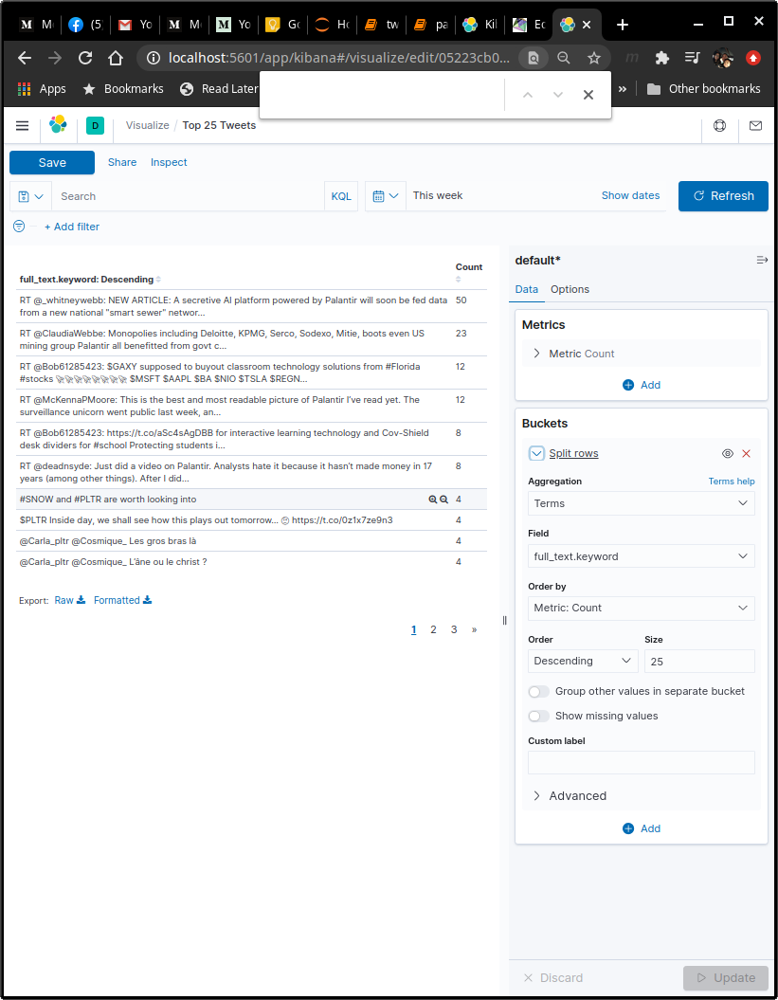 M
(5
Yo
M
Yo
Go
Ho
tw
pa
Kil
Ec
localhost:5601/app/kibana#/visualize/edit/05223cb0...
Apps
Bookmarks
Read Later
»
Other bookmarks
D
Visualize / Top 25 Tweets
Save
Share
Inspect
Search
KQL
This week
Show dates
Refresh
+ Add filter
full_text.keyword: Descending
Count
RT @_whitneywebb: NEW ARTICLE: A secretive AI platform powered by Palantir will soon be fed data 50
from a new national "smart sewer" networ...
RT @ClaudiaWebbe: Monopolies including Deloitte, KPMG, Serco, Sodexo, Mitie, boots even US 23
mining group Palantir all benefitted from govt c...
RT @Bob61285423: $GAXY supposed to buyout classroom technology solutions from #Florida 12
#stocks 🚀🚀🚀🚀🚀🚀🚀 $MSFT $AAPL $BA $NIO $TSLA $REGN...
RT @McKennaPMoore: This is the best and most readable picture of Palantir I've read yet. The 12
surveillance unicorn went public last week, an...
RT @Bob61285423: https://t.co/aSc4sAgDBB for interactive learning technology and Cov-Shield 8
desk dividers for #school Protecting students i...
RT @deadnsyde: Just did a video on Palantir. Analysts hate it because it hasn't made money in 17 8
years (among other things). After I did...
#SNOW and #PLTR are worth looking into 4
$PLTR Inside day, we shall see how this plays out tomorrow... https://t.co/0z1x7ze9n3 4
@Carla_pltr @Cosmique_ Les gros bras là 4
@Carla_pltr @Cosmique_ L'âne ou le christ ? 4
Export: Raw Formatted
1 2 3 »
default*
Data
Options
Metrics
Metric Count
Add
Buckets
Split rows
Aggregation
Terms help
Terms
Field
full_text.keyword
Order by
Metric: Count
Order
Size
Descending
25
Group other values in separate bucket
Show missing values
Custom label
Advanced
Add
Discard
Update